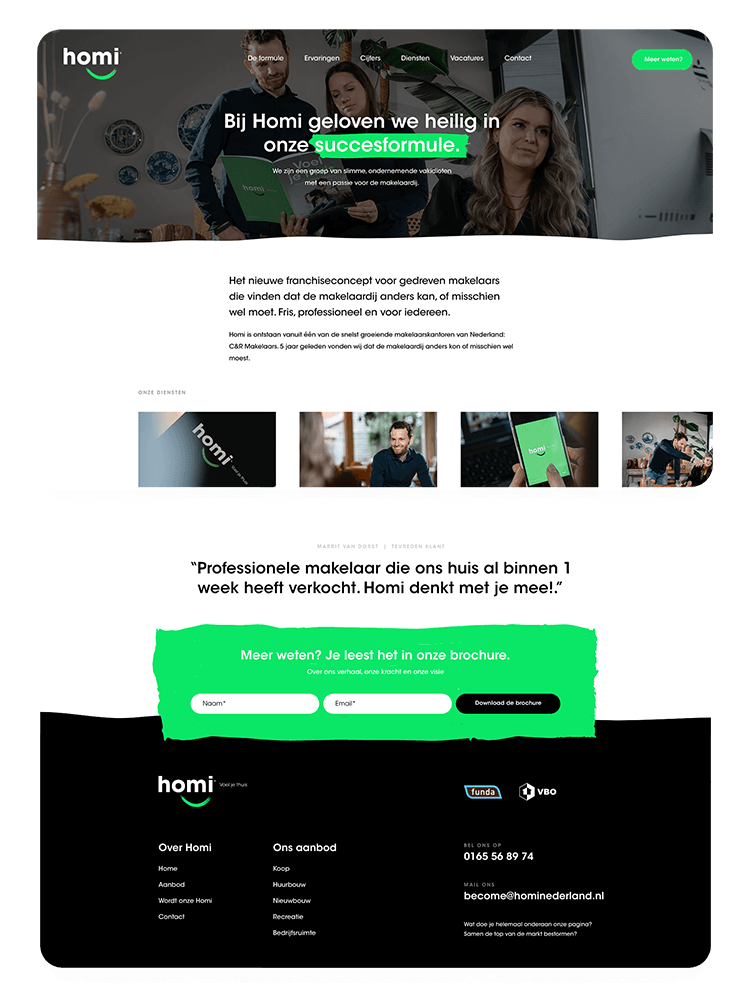 homi
De formule
Ervaringen
Cijfers
Diensten
Vacatures
Contact
Meer weten?
Bij Homi geloven we heilig in
onze succesformule.
We zijn een groep van slimme, ondernemende vakidioten
met een passie voor de makelaardij.
Voel
je
homi
Het nieuwe franchiseconcept voor gedreven makelaars
die vinden dat de makelaardij anders kan, of misschien
wel moet. Fris, professioneel en voor iedereen.
Homi is ontstaan vanuit één van de snelst groeiende makelaarskantoren van Nederland:
C&R Makelaars. 5 jaar geleden vonden wij dat de makelaardij anders kon of misschien wel
moest.
ONZE DIENSTEN
homi
Voel je thuis
homi
MARRIT VAN DORST | TEVREDEN KLANT
“Professionele makelaar die ons huis al binnen 1
week heeft verkocht. Homi denkt met je mee!.”
Meer weten? Je leest het in onze brochure.
Over ons verhaal, onze kracht en onze visie
Naam*
Email*
Download de brochure
homi
Voel je thuis
funda
VBO
Over Homi
Home
Aanbod
Wordt onze Homi
Contact
Ons aanbod
Koop
Huurbouw
Nieuwbouw
Recreatie
Bedrijfsruimte
BEL ONS OP
0165 56 89 74
MAIL ONS
become@hominederland.nl
Wat doe je helemaal onderaan onze pagina?
Samen de top van de markt bestormen?